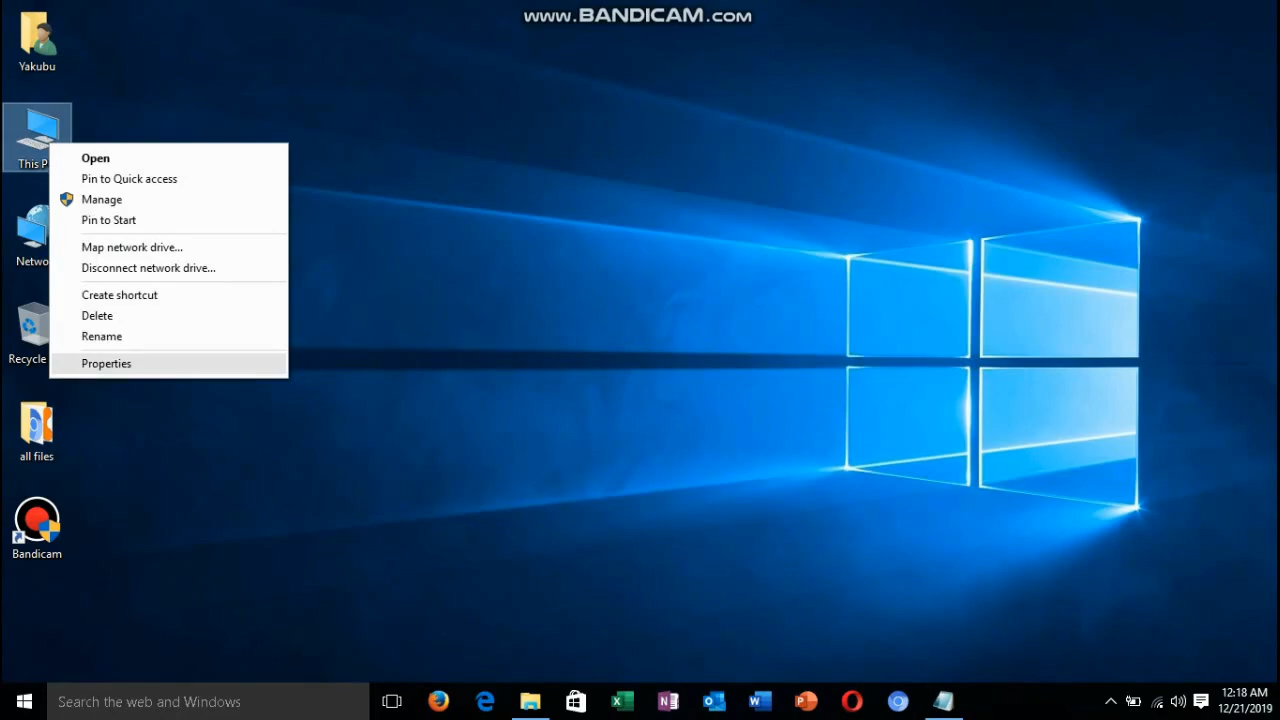 www.BANDICAM.com
Yakubu
This P
Open
Pin to Quick access
Manage
Pin to Start
Map network drive...
Disconnect network drive...
Create shortcut
Delete
Rename
Properties
Netwo
Recycle
all files
Bandicam
Search the web and Windows
12:18 AM
12/21/2019